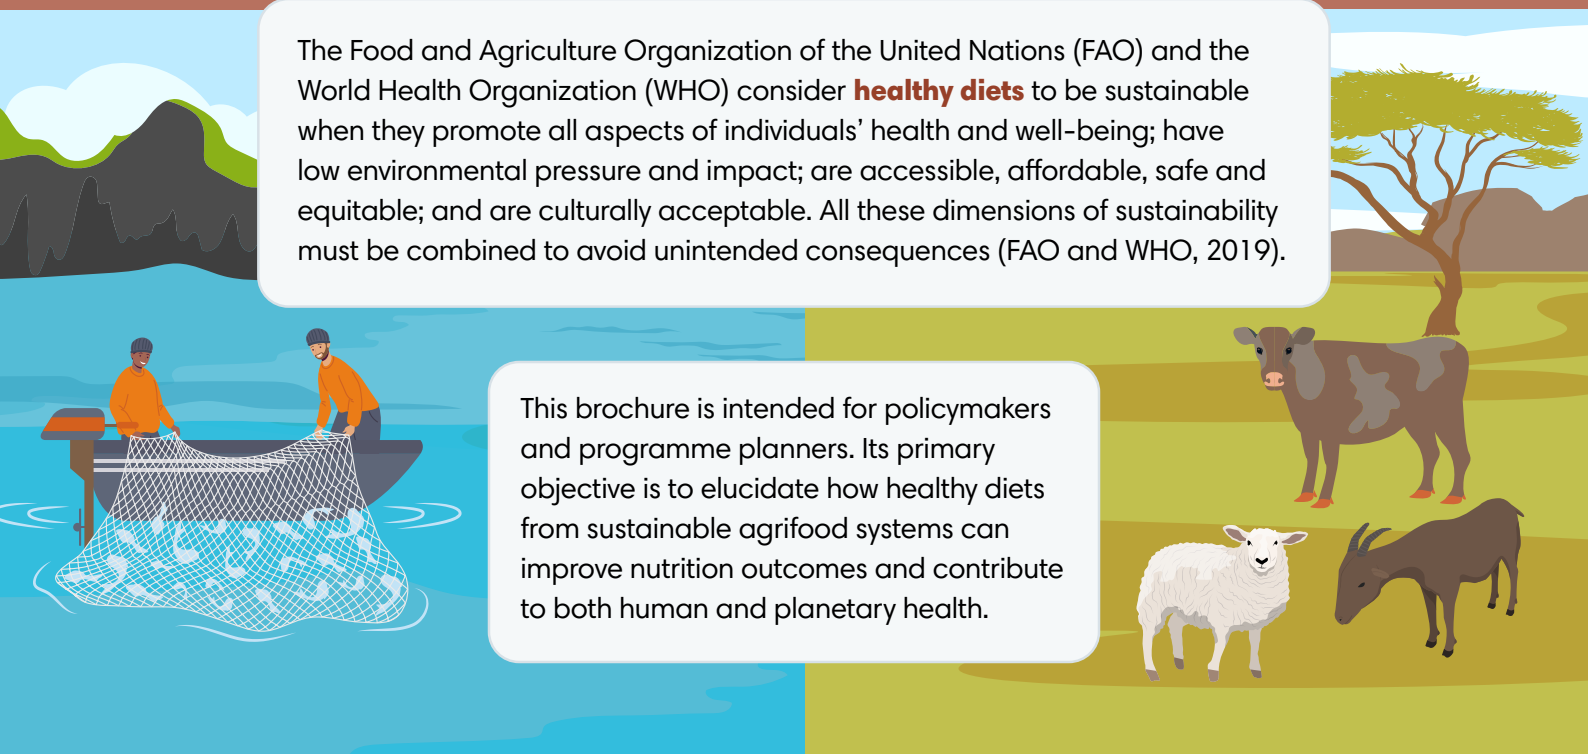 The Food and Agriculture Organization of the United Nations (FAO) and the
World Health Organization (WHO) consider healthy diets to be sustainable
when they promote all aspects of individuals’ health and well-being; have
low environmental pressure and impact; are accessible, affordable, safe and
equitable; and are culturally acceptable. All these dimensions of sustainability
must be combined to avoid unintended consequences (FAO and WHO, 2019).
This brochure is intended for policymakers
and programme planners. Its primary
objective is to elucidate how healthy diets
from sustainable agrifood systems can
improve nutrition outcomes and contribute
to both human and planetary health.